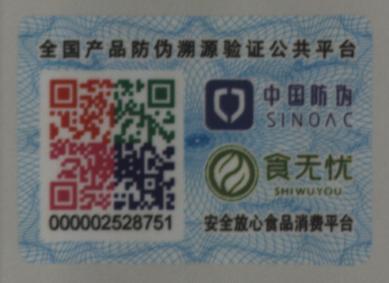 全国产品防伪溯源验证公共平台
中国防伪
SINOAC
食无忧
SHIWUYOU
000002528751
安全放心食品消费平台